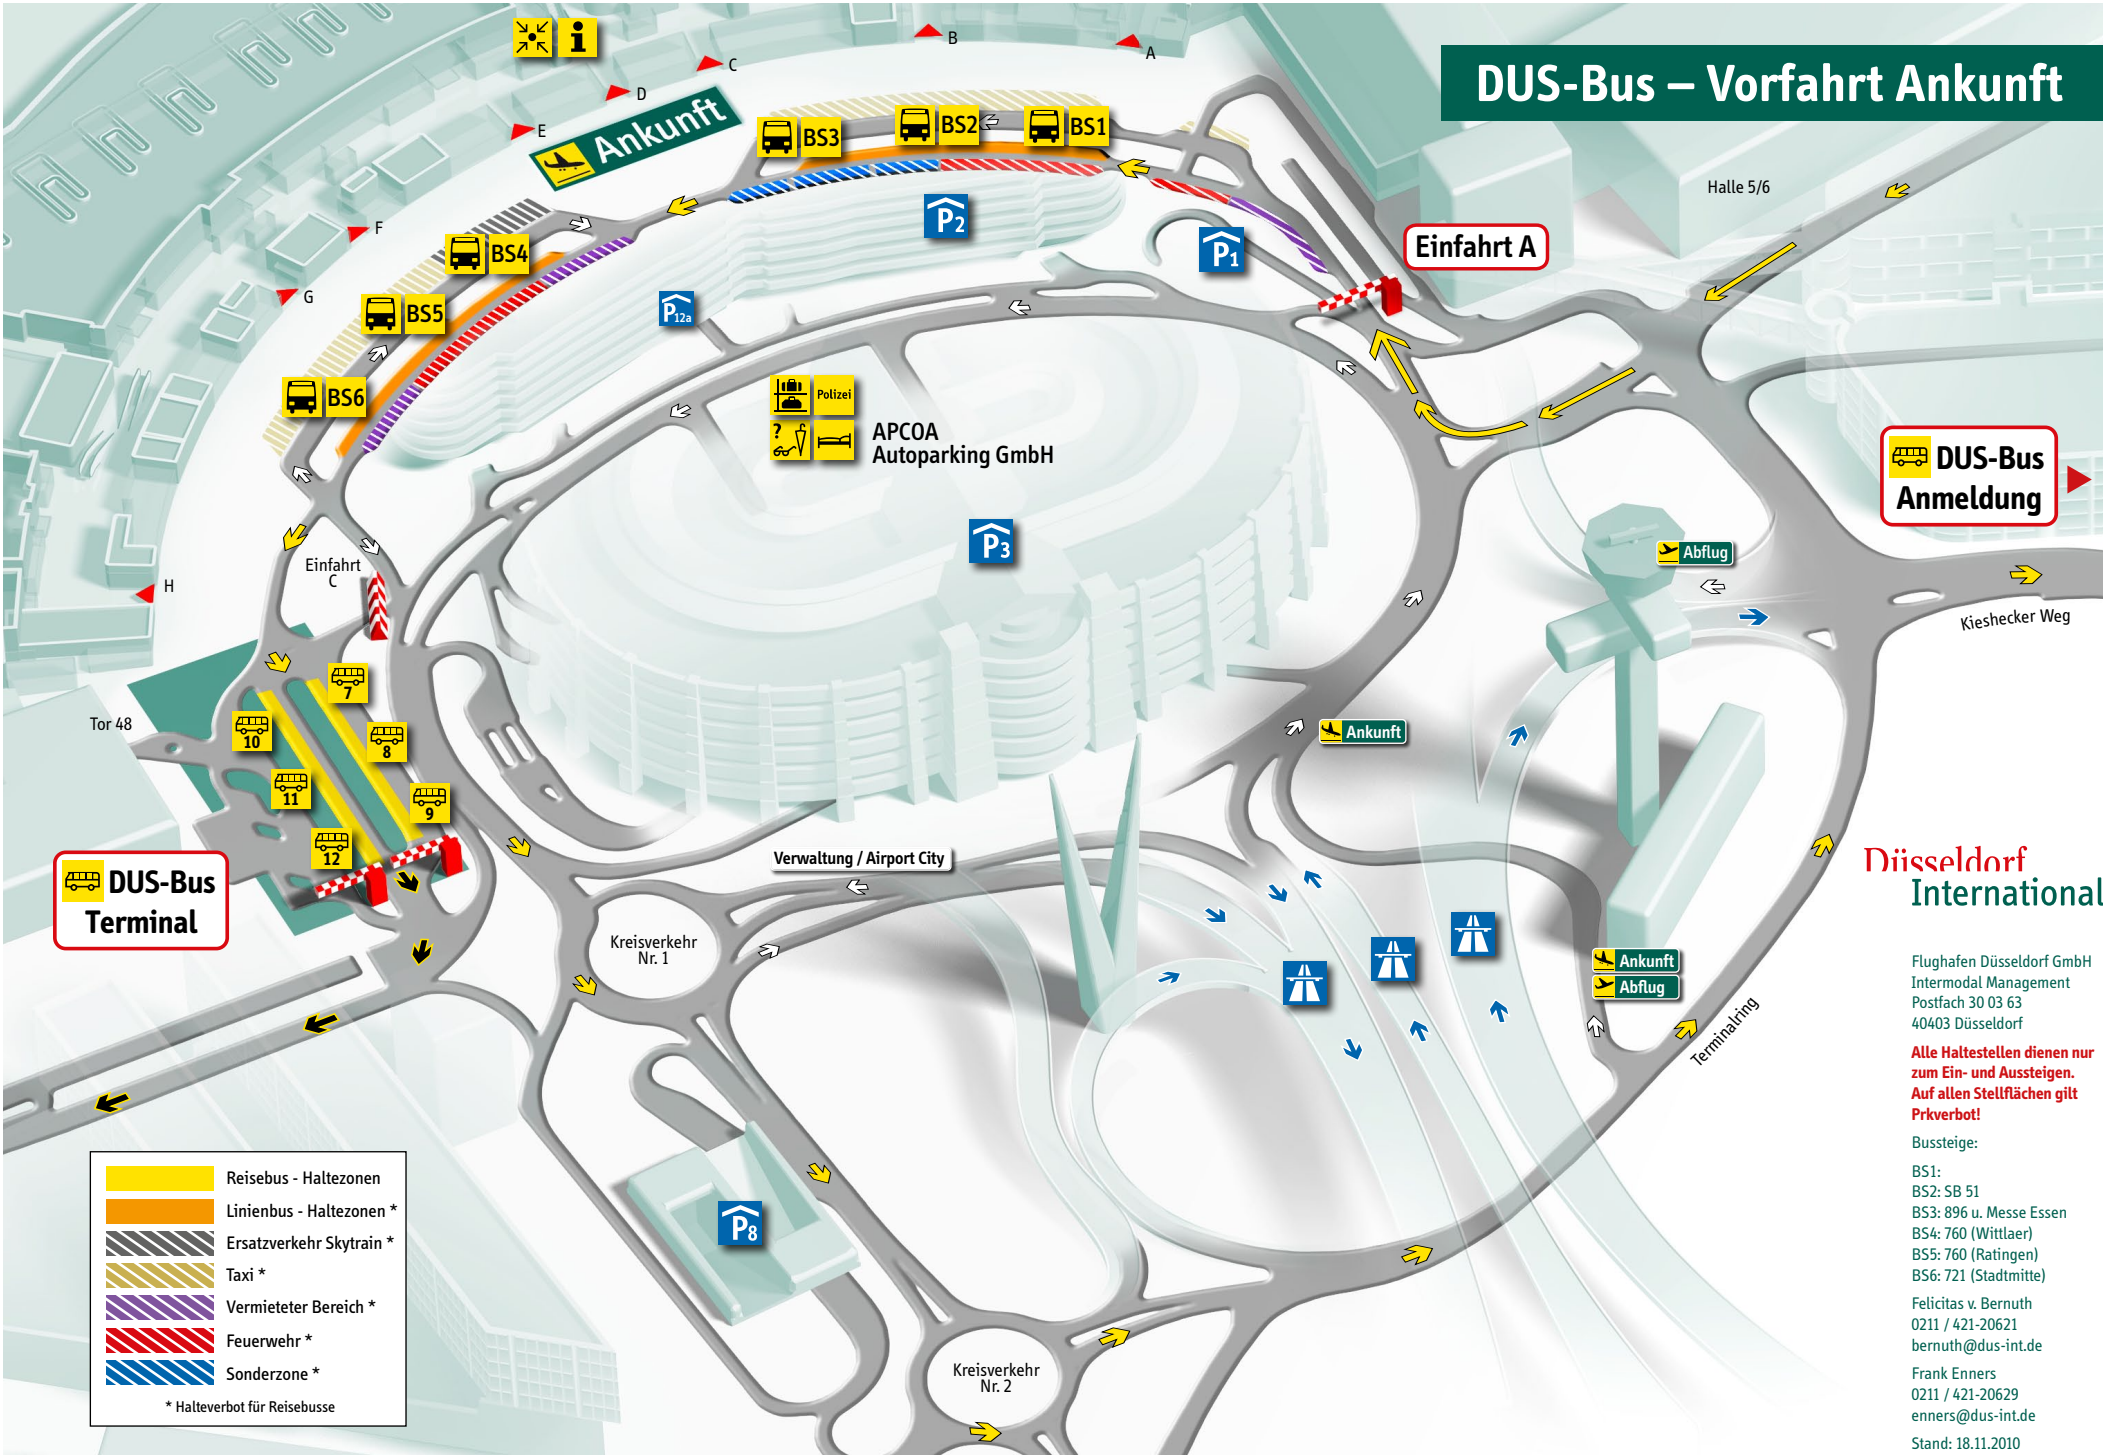 DUS-Bus – Vorfahrt Ankunft
B
A
C
D
E
F
G
H
Ankunft
BS3
BS2
BS1
BS4
BS5
BS6
P2
P1
P12a
Halle 5/6
Einfahrt A
Polizei
?
APCOA
Autoparking GmbH
P3
DUS-Bus
Anmeldung
Abflug
Kieshecker Weg
Einfahrt
C
Tor 48
7
8
9
10
11
12
Ankunft
DUS-Bus
Terminal
Verwaltung / Airport City
Kreisverkehr
Nr. 1
Ankunft
Abflug
Terminalring
P8
Kreisverkehr
Nr. 2
Reisebus - Haltezonen
Linienbus - Haltezonen *
Ersatzverkehr Skytrain *
Taxi *
Vermieteter Bereich *
Feuerwehr *
Sonderzone *
* Halteverbot für Reisebusse
Düsseldorf
International
Flughafen Düsseldorf GmbH
Intermodal Management
Postfach 30 03 63
40403 Düsseldorf
Alle Haltestellen dienen nur
zum Ein- und Aussteigen.
Auf allen Stellflächen gilt
Prkverbot!
Bussteige:
BS1:
BS2: SB 51
BS3: 896 u. Messe Essen
BS4: 760 (Wittlaer)
BS5: 760 (Ratingen)
BS6: 721 (Stadtmitte)
Felicitas v. Bernuth
0211 / 421-20621
bernuth@dus-int.de
Frank Enners
0211 / 421-20629
enners@dus-int.de
Stand: 18.11.2010